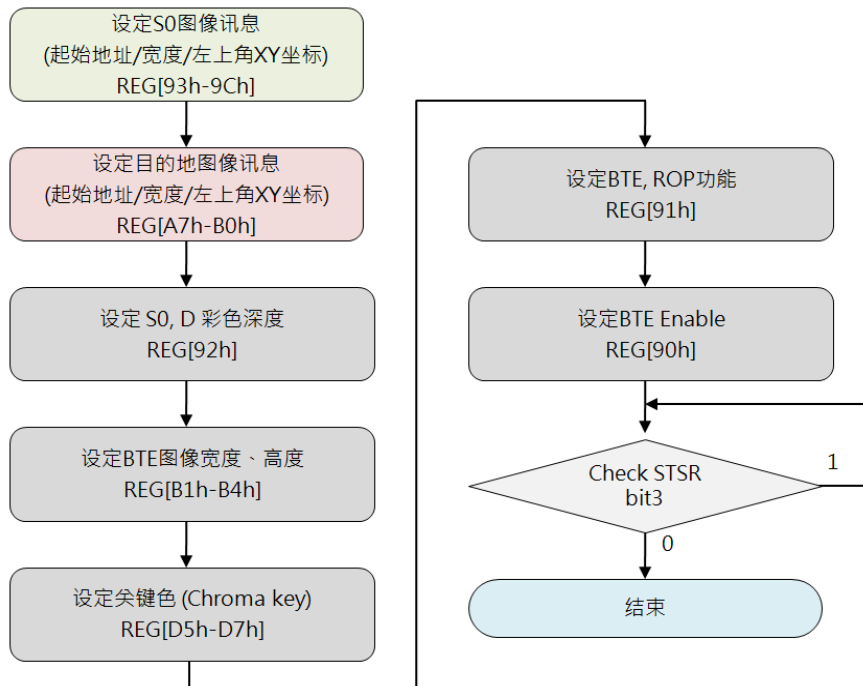 设定S0图像讯息
(起始地址/宽度/左上角XY坐标)
REG[93h-9Ch]
设定目的地图像讯息
(起始地址/宽度/左上角XY坐标)
REG[A7h-B0h]
设定 S0, D 彩色深度
REG[92h]
设定BTE图像宽度、高度
REG[B1h-B4h]
设定关键色 (Chroma key)
REG[D5h-D7h]
设定BTE, ROP功能
REG[91h]
设定BTE Enable
REG[90h]
Check STSR
bit3
1
0
结束